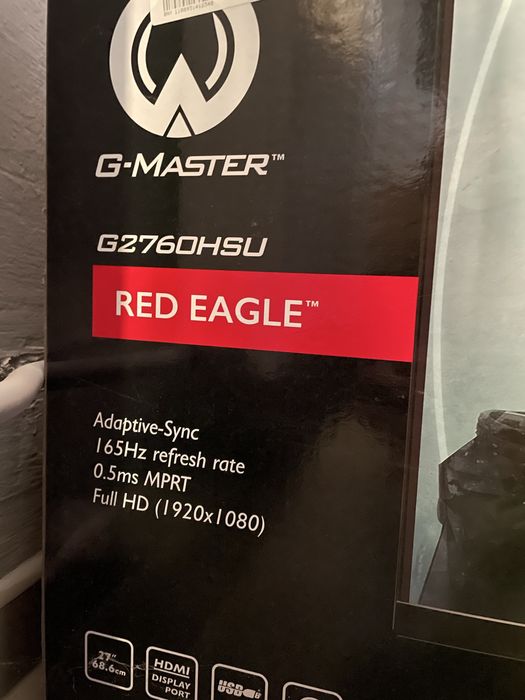 G-MASTER™
G2760HSU
RED EAGLE™
Adaptive-Sync
165Hz refresh rate
0.5ms MPRT
Full HD (1920x1080)
27"
68.6cm
HDMI
DISPLAY
PORT
USB